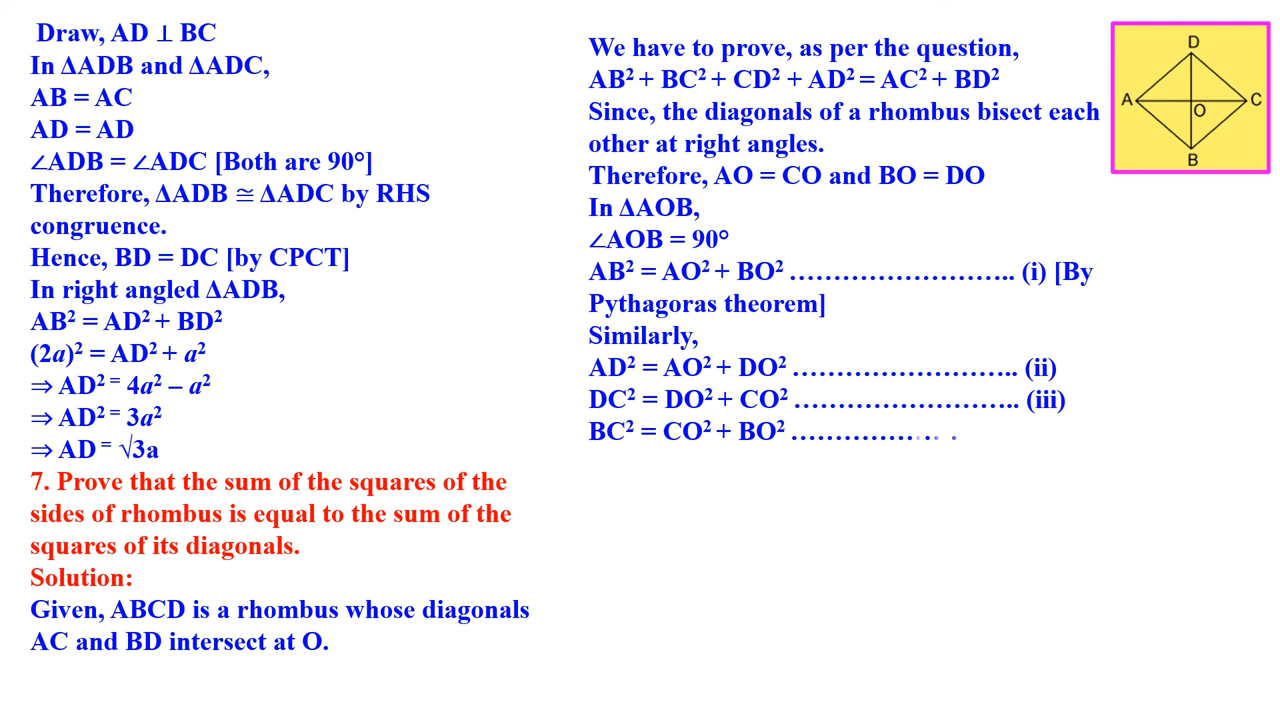 Draw, AD ⊥ BC
In ΔADB and ΔADC,
AB = AC
AD = AD
∠ADB = ∠ADC [Both are 90°]
Therefore, ΔADB ≅ ΔADC by RHS
congruence.
Hence, BD = DC [by CPCT]
In right angled ΔADB,
AB² = AD² + BD²
(2a)² = AD² + a²
⇒ AD² = 4a² – a²
⇒ AD² = 3a²
⇒ AD = √3a
7. Prove that the sum of the squares of the
sides of rhombus is equal to the sum of the
squares of its diagonals.
Solution:
Given, ABCD is a rhombus whose diagonals
AC and BD intersect at O.
We have to prove, as per the question,
AB² + BC² + CD² + AD² = AC² + BD²
Since, the diagonals of a rhombus bisect each
other at right angles.
Therefore, AO = CO and BO = DO
In ΔAOB,
∠AOB = 90°
AB² = AO² + BO² …………………….. (i) [By
Pythagoras theorem]
Similarly,
AD² = AO² + DO² …………………….. (ii)
DC² = DO² + CO² …………………….. (iii)
BC² = CO² + BO² ……………. . .
D
A
O
C
B